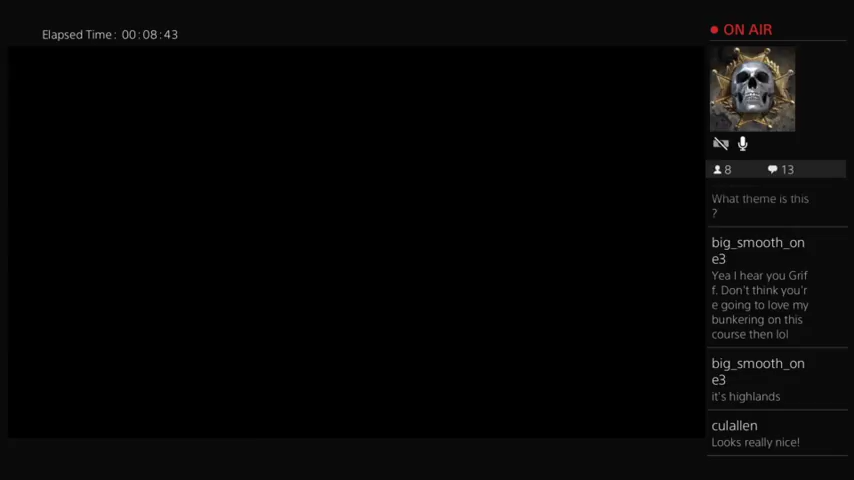 Elapsed Time: 00:08:43
ON AIR
8 13
What theme is this
?
big_smooth_on
e3
Yea I hear you Grif
f. Don't think you'r
e going to love my
bunkering on this
course then lol
big_smooth_on
e3
it's highlands
culallen
Looks really nice!